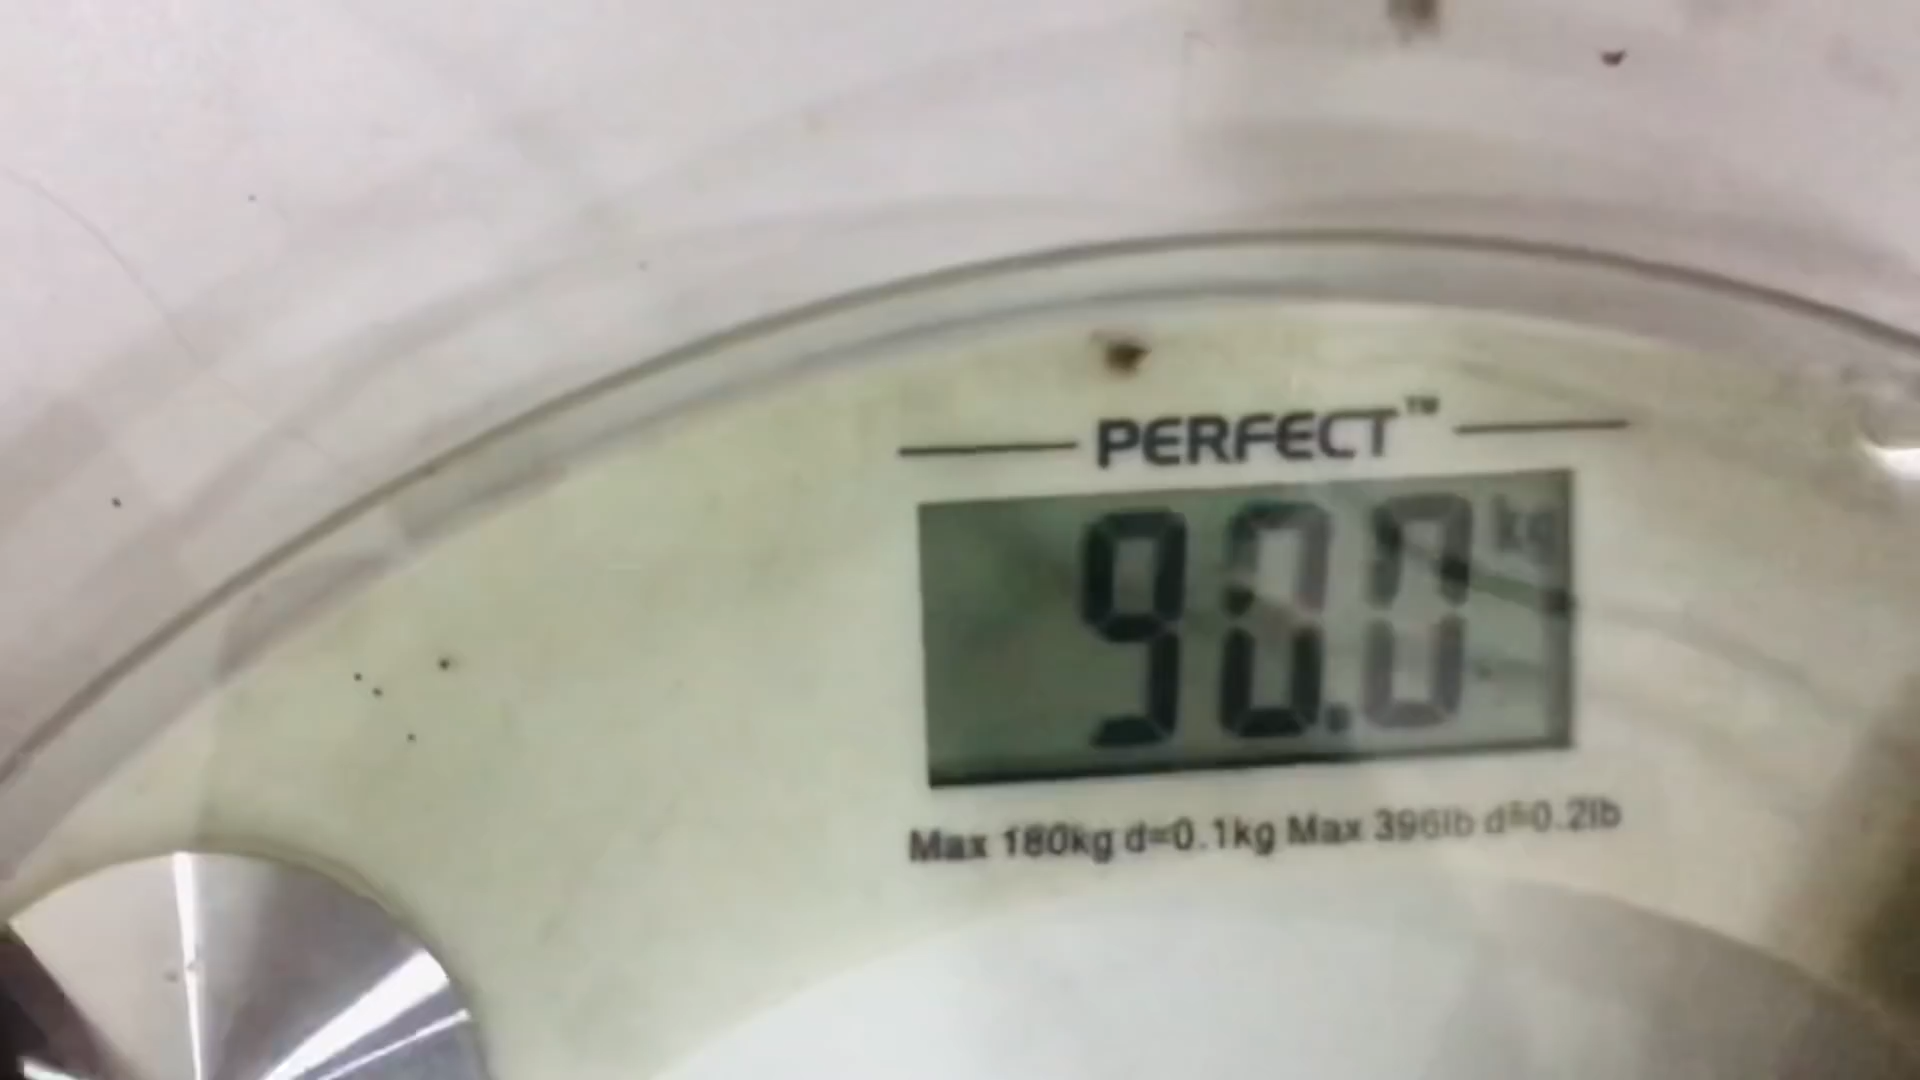 PERFECT™
90.0 kg
Max 180kg d=0.1kg Max 396lb d=0.2lb